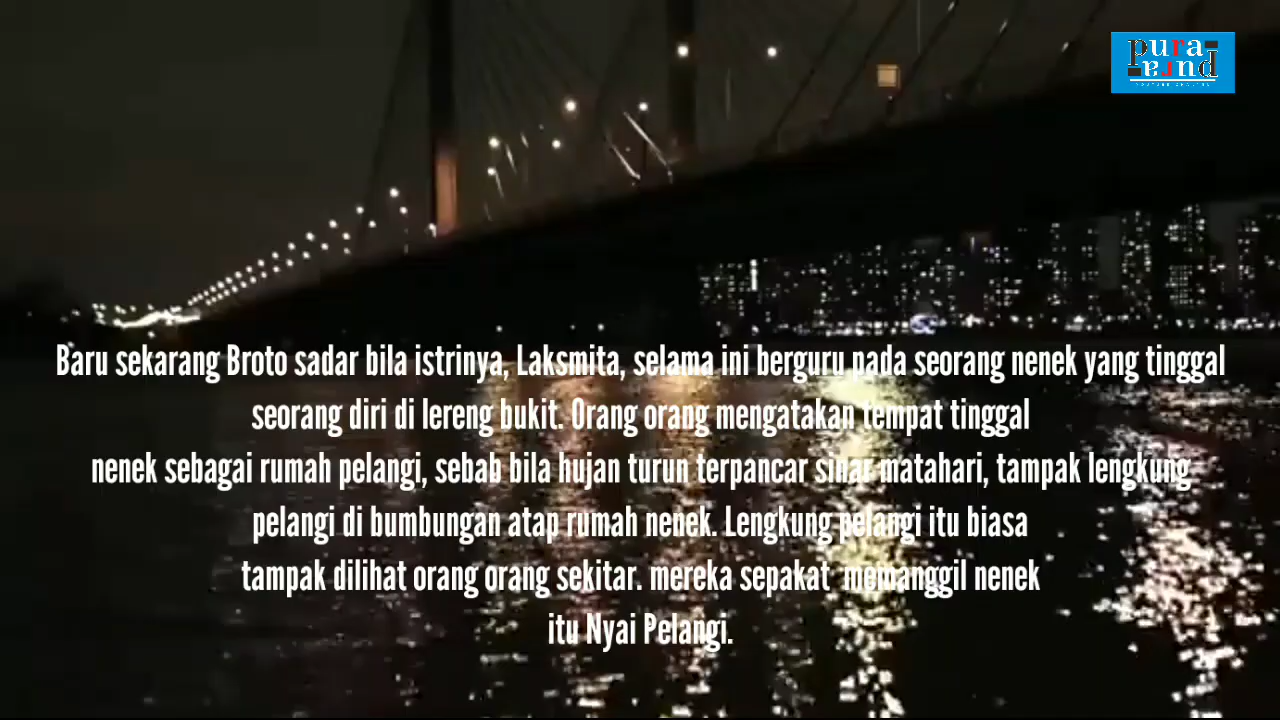 pura
pura
Baru sekarang Broto sadar bila istrinya, Laksmita, selama ini berguru pada seorang nenek yang tinggal
seorang diri di lereng bukit. Orang orang mengatakan tempat tinggal
nenek sebagai rumah pelangi, sebab bila hujan turun terpancar sinar matahari, tampak lengkung
pelangi di bumbungan atap rumah nenek. Lengkung pelangi itu biasa
tampak dilihat orang orang sekitar. mereka sepakat memanggil nenek
itu Nyai Pelangi.